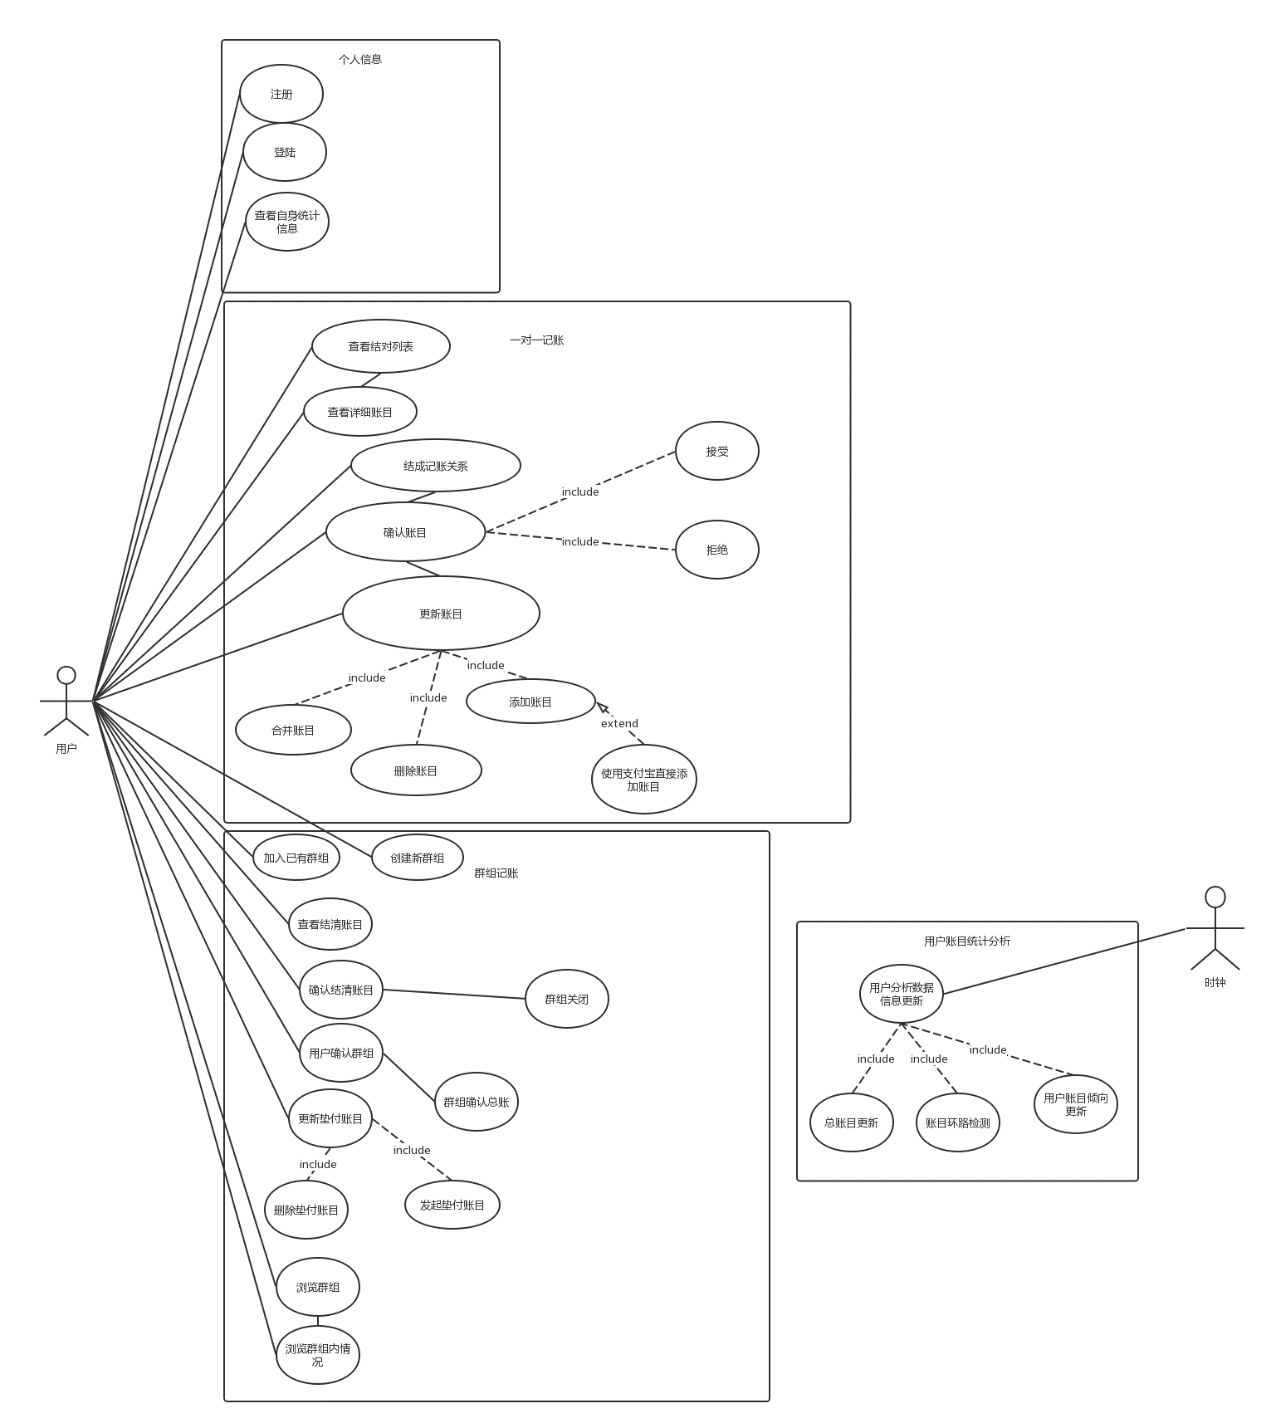 个人信息
注册
登陆
查看自身统计
信息
一对一记账
查看结对列表
查看详细账目
结成记账关系
确认账目
include
接受
include
拒绝
更新账目
include
include
include
合并账目
删除账目
添加账目
extend
使用支付宝直接添
加账目
用户
群组记账
加入已有群组
创建新群组
查看结清账目
确认结清账目
群组关闭
用户确认群组
群组确认总账
更新垫付账目
include
include
删除垫付账目
发起垫付账目
浏览群组
浏览群组内情
况
用户账目统计分析
用户分析数据
信息更新
include
include
include
总账目更新
账目环路检测
用户账目倾向
更新
时钟